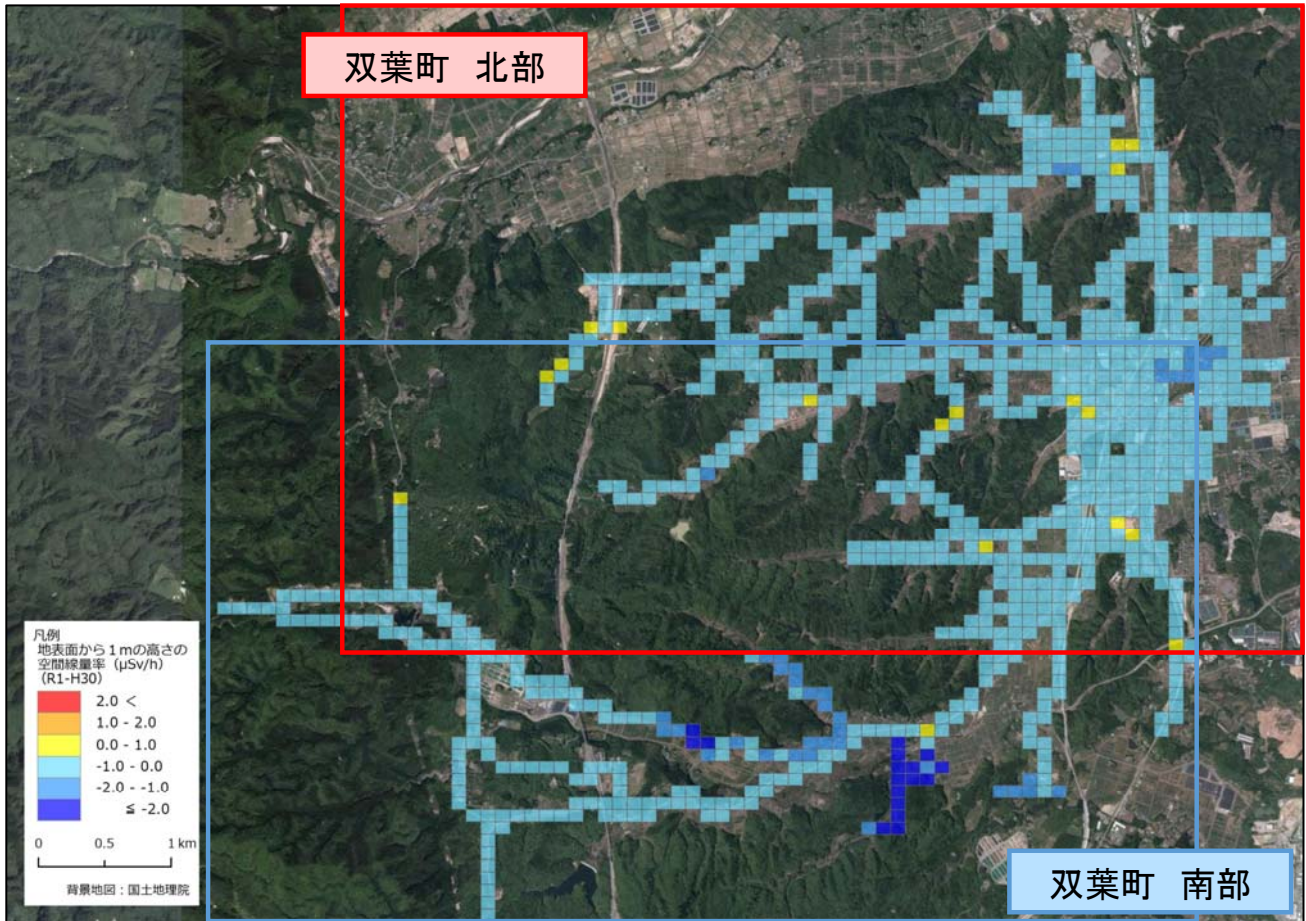 双葉町 北部
凡例
地表面から1mの高さの
空間線量率 (μSv/h)
(R1-H30)
2.0 <
1.0 - 2.0
0.0 - 1.0
-1.0 - 0.0
-2.0 - -1.0
≦ -2.0
0 0.5 1 km
背景地図：国土地理院
双葉町 南部